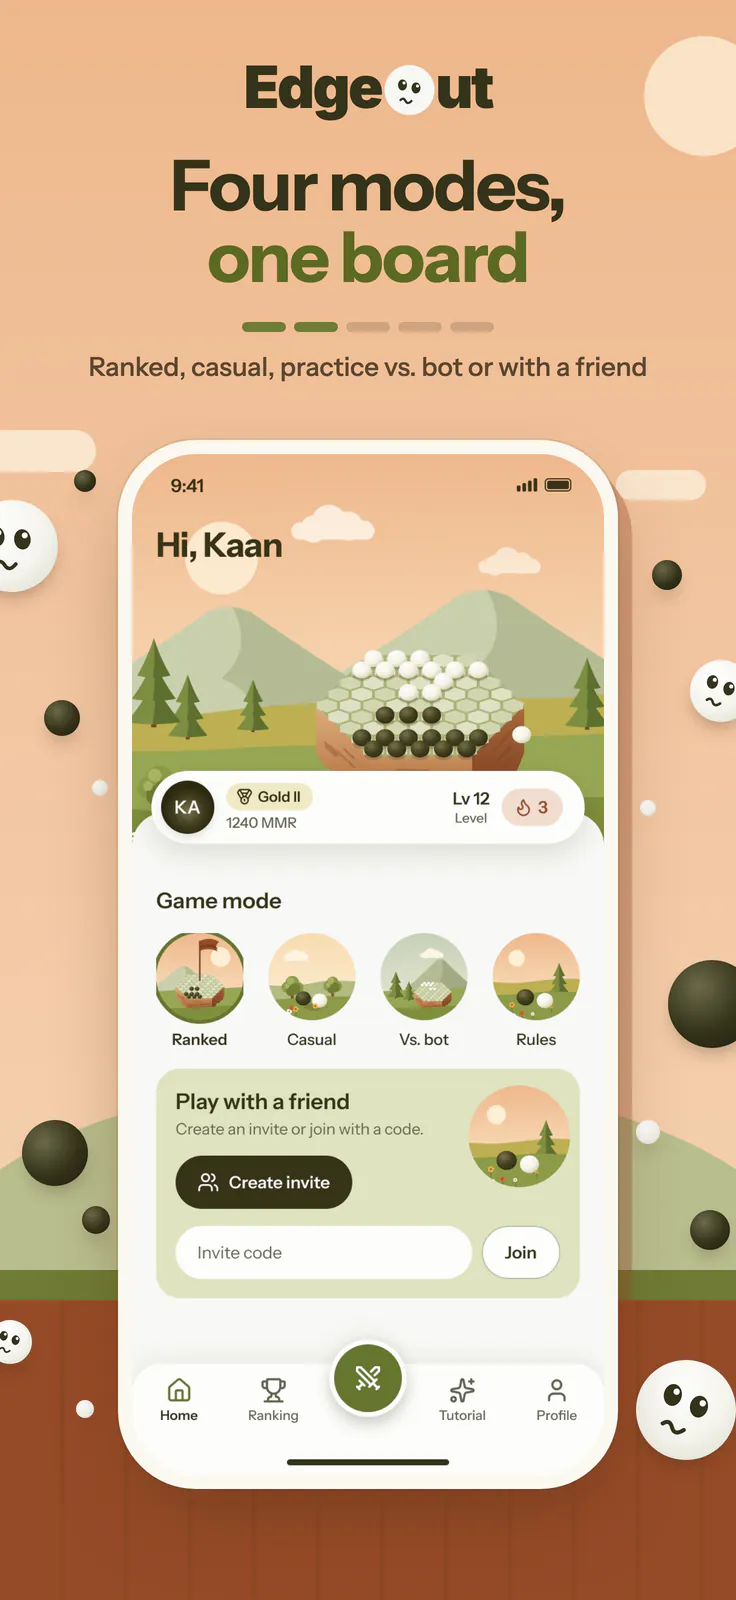 Edgeout
Four modes,
one board
Ranked, casual, practice vs. bot or with a friend
9:41
Hi, Kaan
KA
Gold II
1240 MMR
Lv 12
Level
3
Game mode
Ranked
Casual
Vs. bot
Rules
Play with a friend
Create an invite or join with a code.
Create invite
Invite code
Join
Home
Ranking
Tutorial
Profile